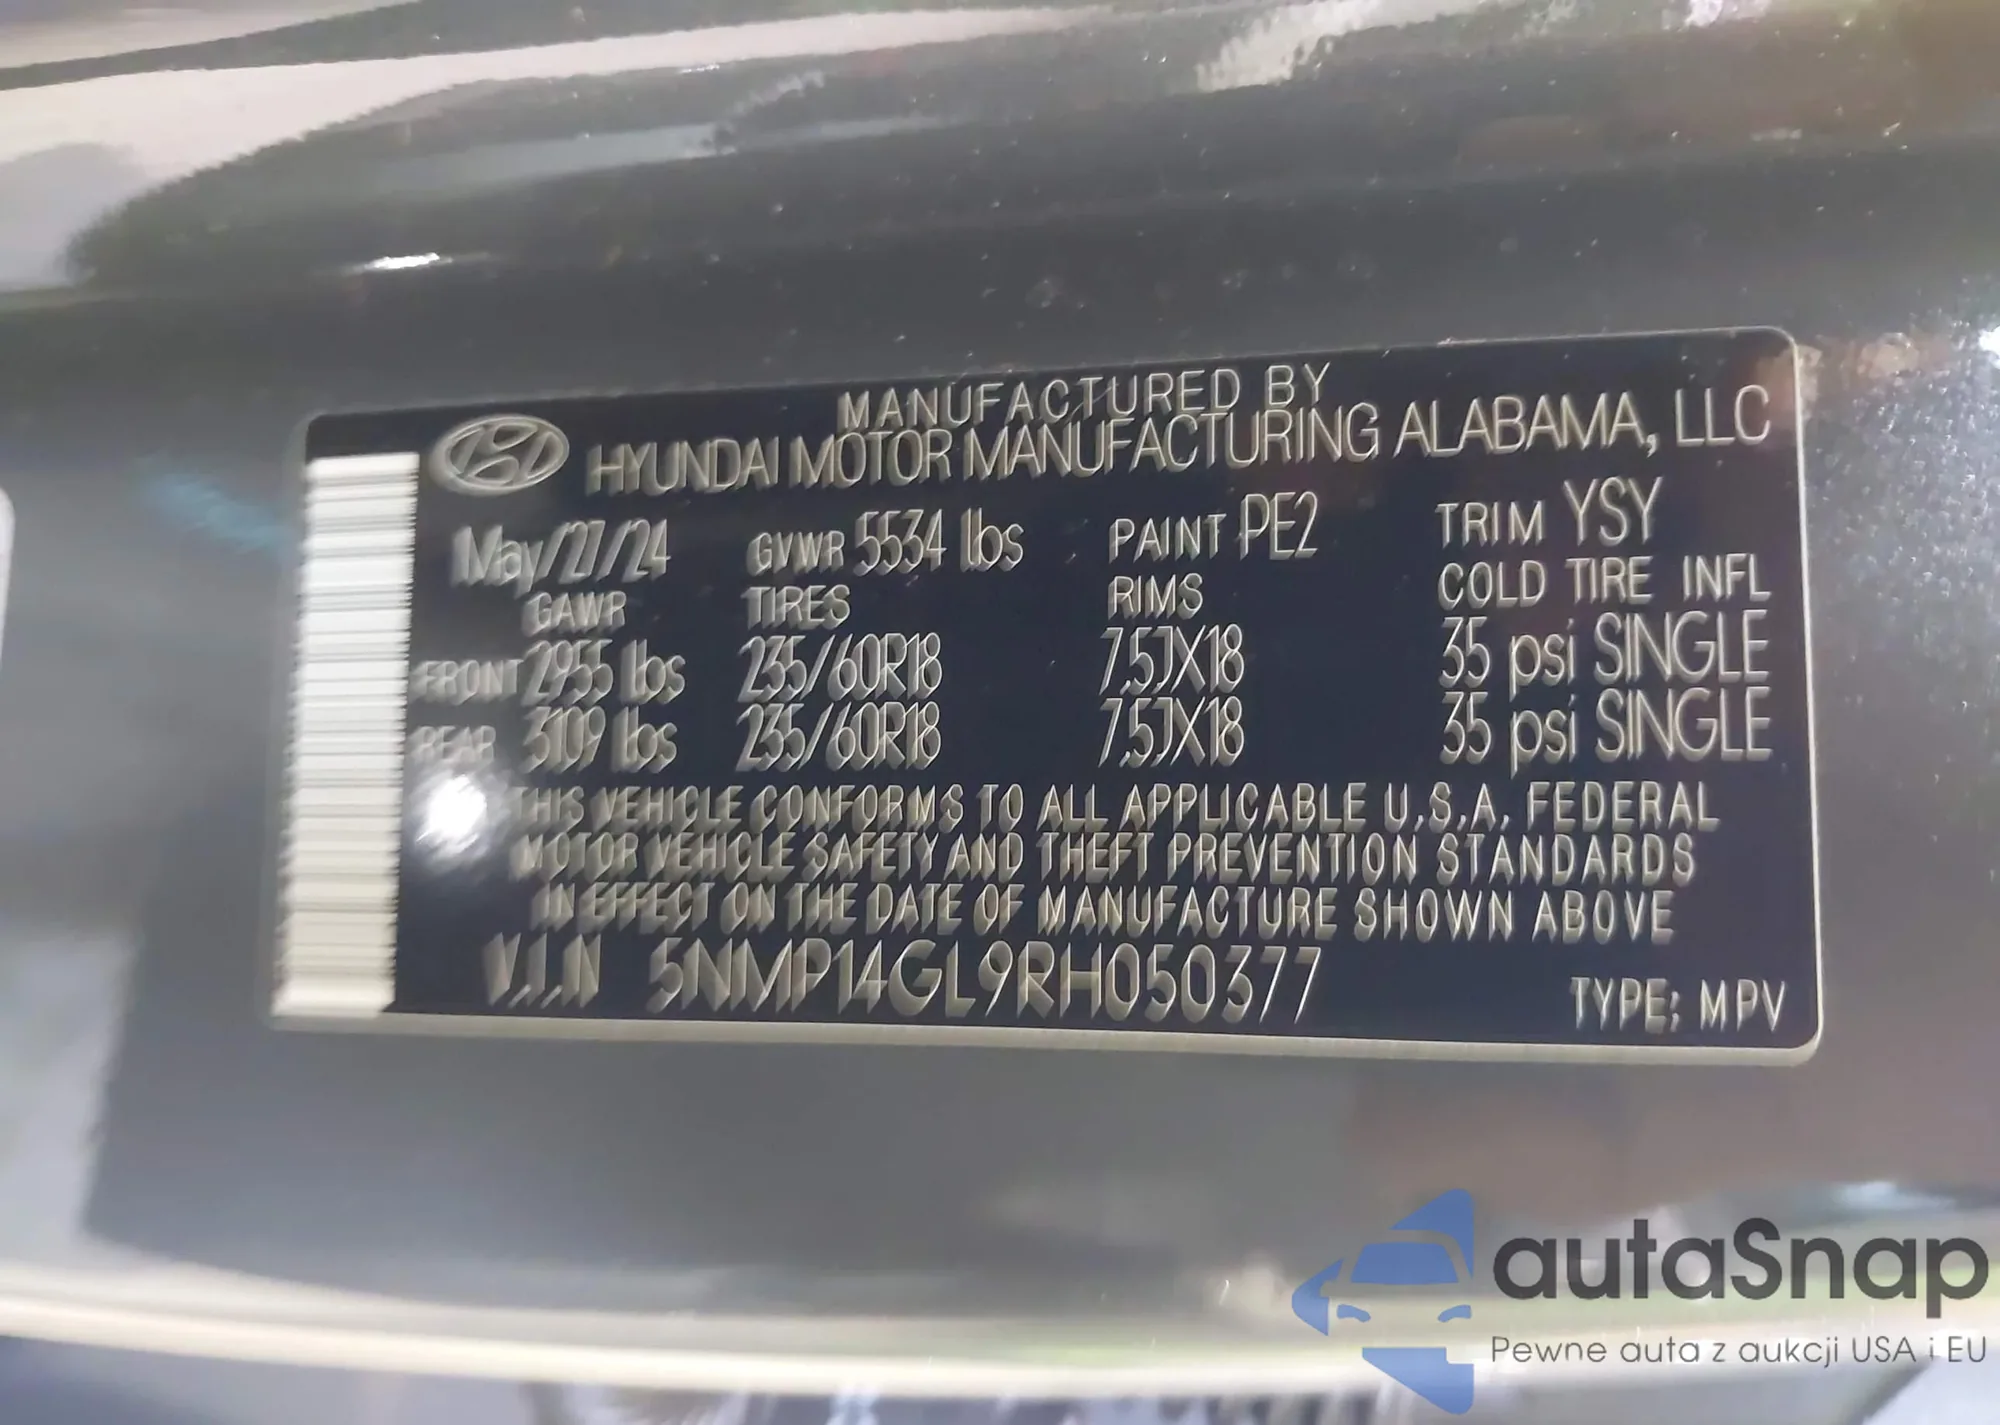 MANUFACTURED BY
HYUNDAI MOTOR MANUFACTURING ALABAMA, LLC
May/27/24 GVWR 5534 lbs PAINT PE2 TRIM YSY
GAWR TIRES RIMS COLD TIRE INFL
FRONT 2955 lbs 235/60R18 7.5JX18 35 psi SINGLE
REAR 3109 lbs 235/60R18 7.5JX18 35 psi SINGLE
THIS VEHICLE CONFORMS TO ALL APPLICABLE U.S.A. FEDERAL
MOTOR VEHICLE SAFETY AND THEFT PREVENTION STANDARDS
IN EFFECT ON THE DATE OF MANUFACTURE SHOWN ABOVE
V.I.N 5NMP14GL9RH050377 TYPE: MPV
autaSnap
Pewne auta z aukcji USA i EU